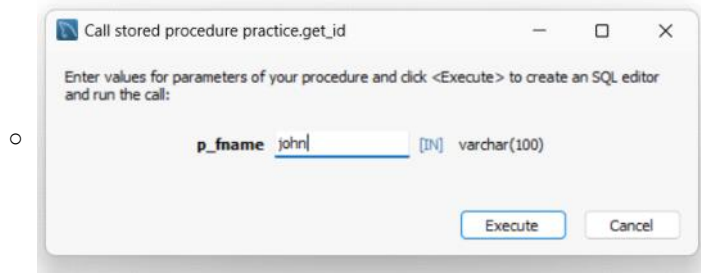 Call stored procedure practice.get_id
Enter values for parameters of your procedure and click <Execute> to create an SQL editor
and run the call:
p_fname john [IN] varchar(100)
Execute Cancel